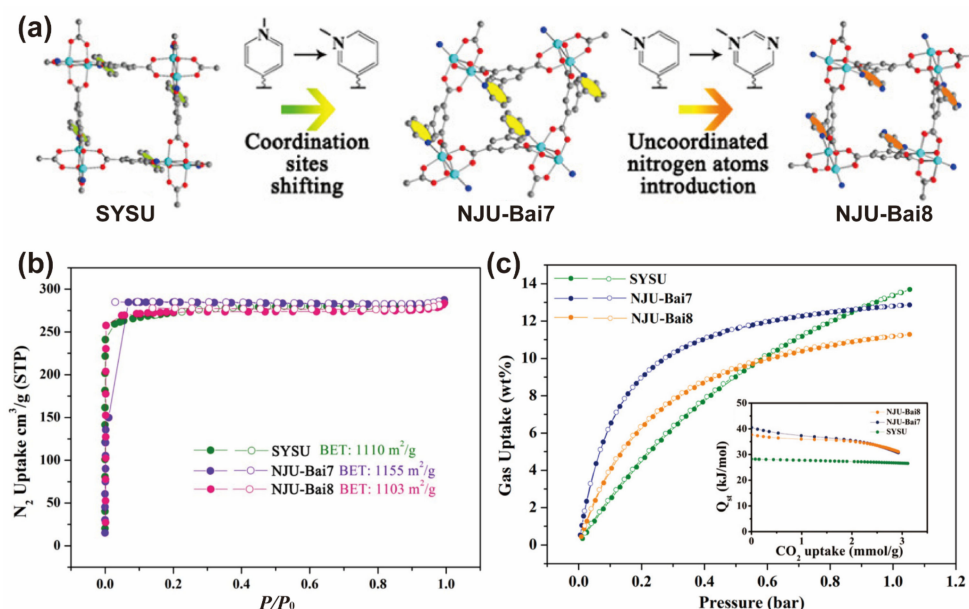 (a)
N
N
N
N
N
Coordination
sites
shifting
Uncoordinated
nitrogen atoms
introduction
SYSU
NJU-Bai7
NJU-Bai8
(b)
N₂ Uptake cm³/g (STP)
300
250
200
150
100
50
0
SYSU BET: 1110 m²/g
NJU-Bai7 BET: 1155 m²/g
NJU-Bai8 BET: 1103 m²/g
0.0 0.2 0.4 0.6 0.8 1.0
P/P₀
(c)
Gas Uptake (wt%)
14
12
10
8
6
4
2
0
SYSU
NJU-Bai7
NJU-Bai8
Qst (kJ/mol)
50
40
30
20
10
0
NJU-Bai8
NJU-Bai7
SYSU
0 1 2 3
CO₂ uptake (mmol/g)
0.0 0.2 0.4 0.6 0.8 1.0
Pressure (bar)